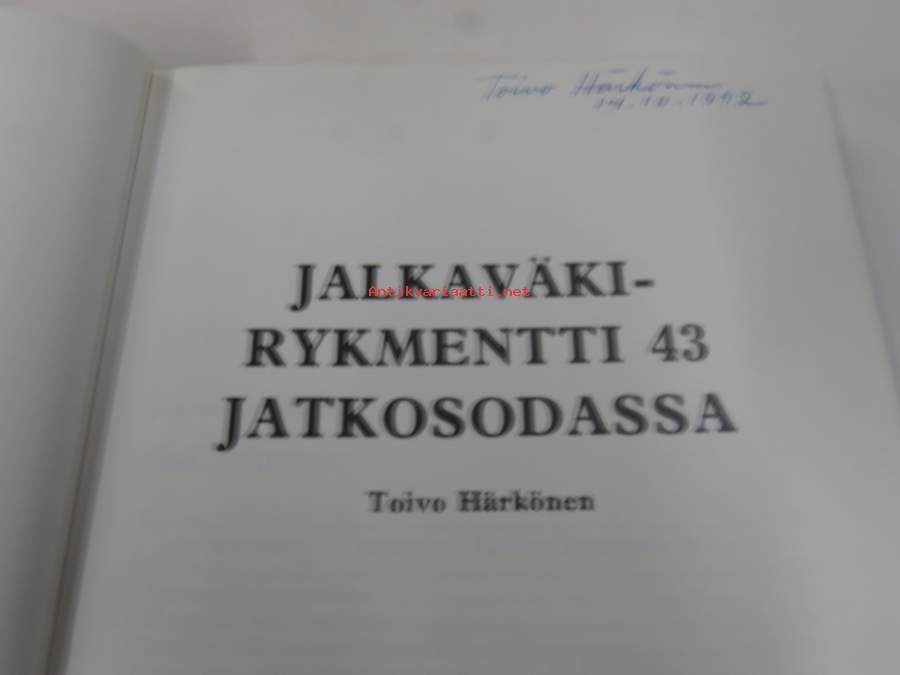 Toivo Härkönen
14.10.1992
JALKAVÄKI-
Antikvariaatti.net
RYKMENTTI 43
JATKOSODASSA
Toivo Härkönen